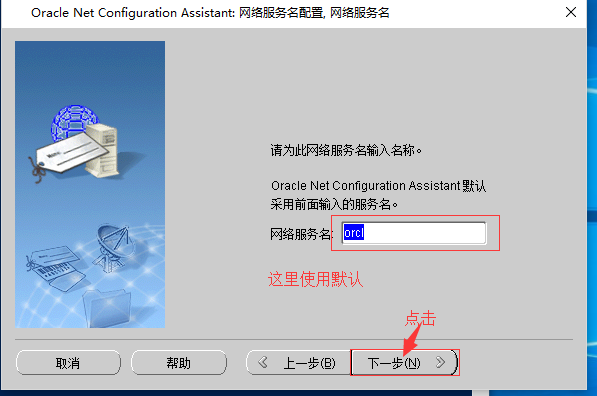 Oracle Net Configuration Assistant: 网络服务名配置, 网络服务名
请为此网络服务名输入名称。
Oracle Net Configuration Assistant 默认
采用前面输入的服务名。
网络服务名: orcl
这里使用默认
点击
取消 帮助 上一步(B) 下一步(N)